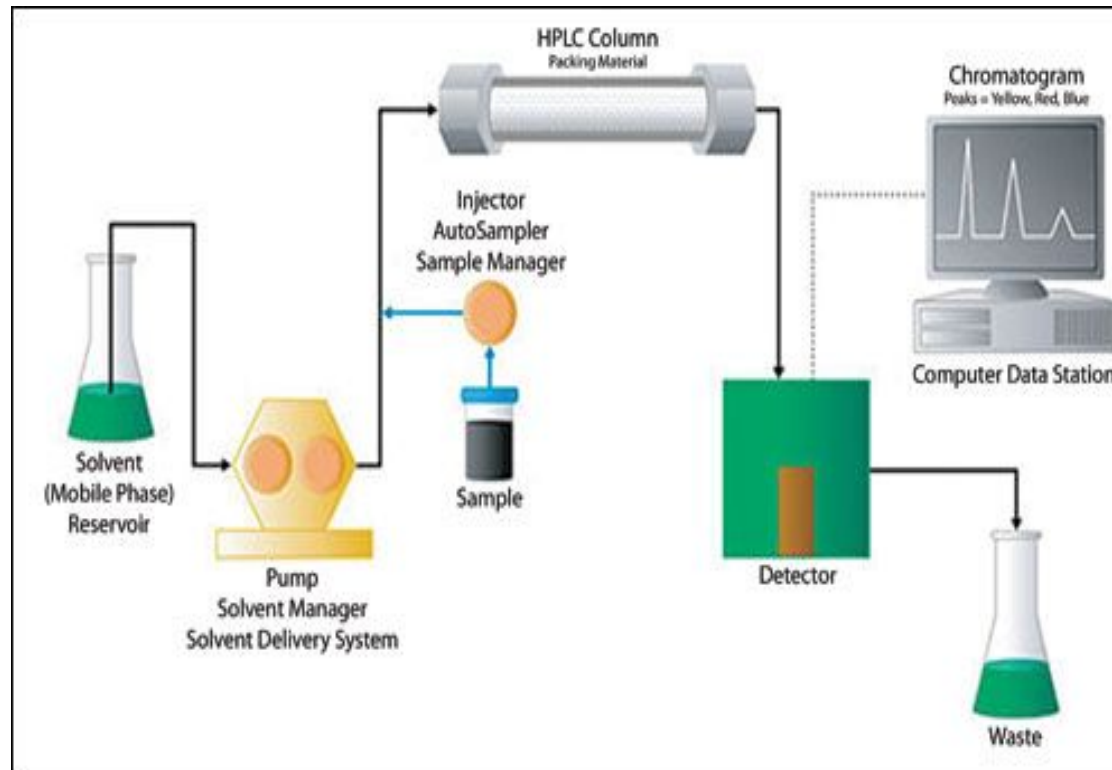 HPLC Column
Packing Material
Chromatogram
Peaks = Yellow, Red, Blue
Injector
AutoSampler
Sample Manager
Computer Data Station
Solvent
(Mobile Phase)
Reservoir
Sample
Pump
Solvent Manager
Solvent Delivery System
Detector
Waste